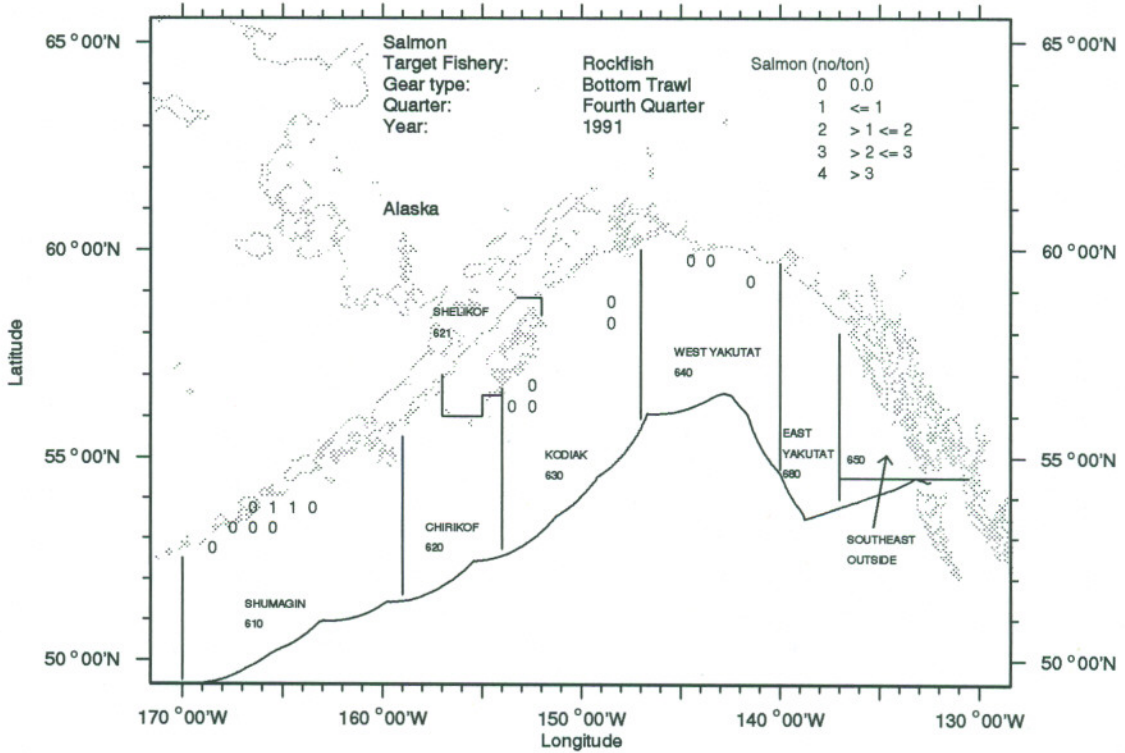 65 °00'N
65 °00'N
Salmon
Target Fishery: Rockfish
Gear type: Bottom Trawl
Quarter: Fourth Quarter
Year: 1991
Salmon (no/ton)
0 0.0
1 <= 1
2 > 1 <= 2
3 > 2 <= 3
4 > 3
Alaska
60 °00'N
60 °00'N
0 0
0
0
0
SHELIKOF
621
WEST YAKUTAT
640
0
0 0
EAST
YAKUTAT
680
650
55 °00'N
55 °00'N
KODIAK
630
0 1 1 0
0 0 0
0
CHIRIKOF
620
SOUTHEAST
OUTSIDE
SHUMAGIN
610
50 °00'N
50 °00'N
Latitude
170 °00'W
160 °00'W
150 °00'W
140 °00'W
130 °00'W
Longitude